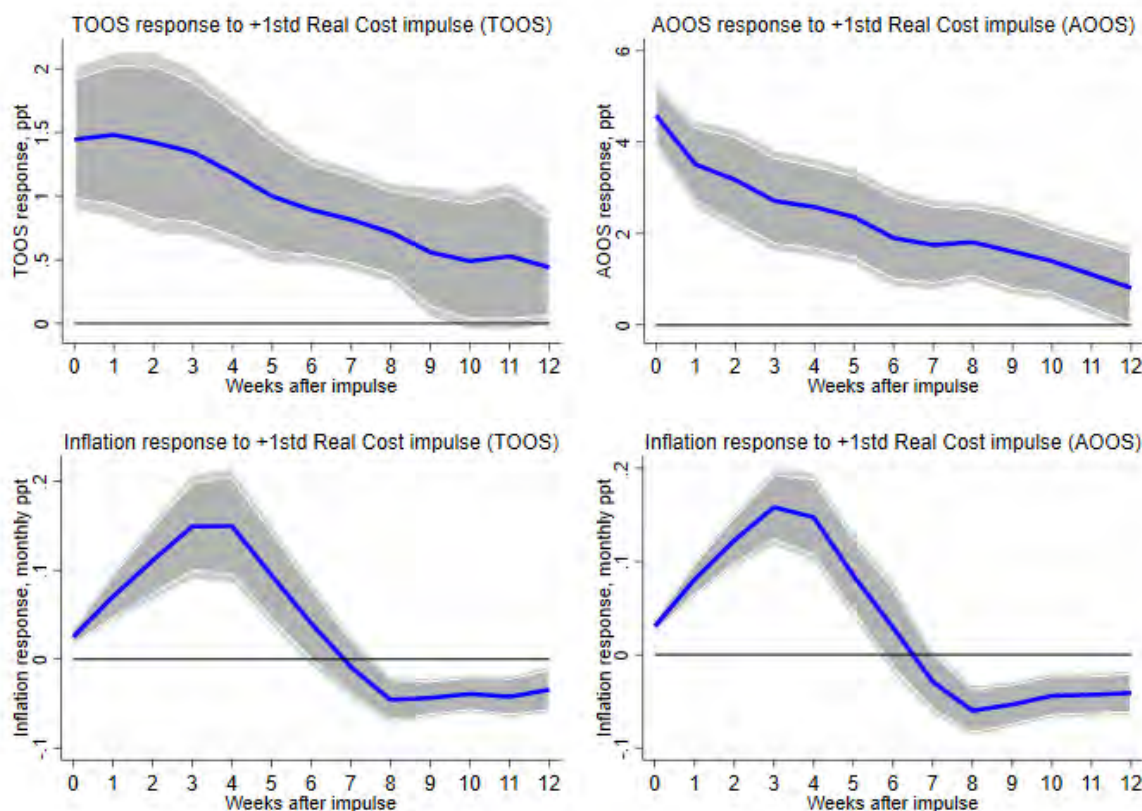 TOOS response to +1std Real Cost impulse (TOOS)
TOOS response, ppt
2
1.5
1
.5
0
0 1 2 3 4 5 6 7 8 9 10 11 12
Weeks after impulse
AOOS response to +1std Real Cost impulse (AOOS)
AOOS response, ppt
6
4
2
0
0 1 2 3 4 5 6 7 8 9 10 11 12
Weeks after impulse
Inflation response to +1std Real Cost impulse (TOOS)
Inflation response, monthly ppt
.2
.1
0
-.1
0 1 2 3 4 5 6 7 8 9 10 11 12
Weeks after impulse
Inflation response to +1std Real Cost impulse (AOOS)
Inflation response, monthly ppt
.2
.1
0
-.1
0 1 2 3 4 5 6 7 8 9 10 11 12
Weeks after impulse